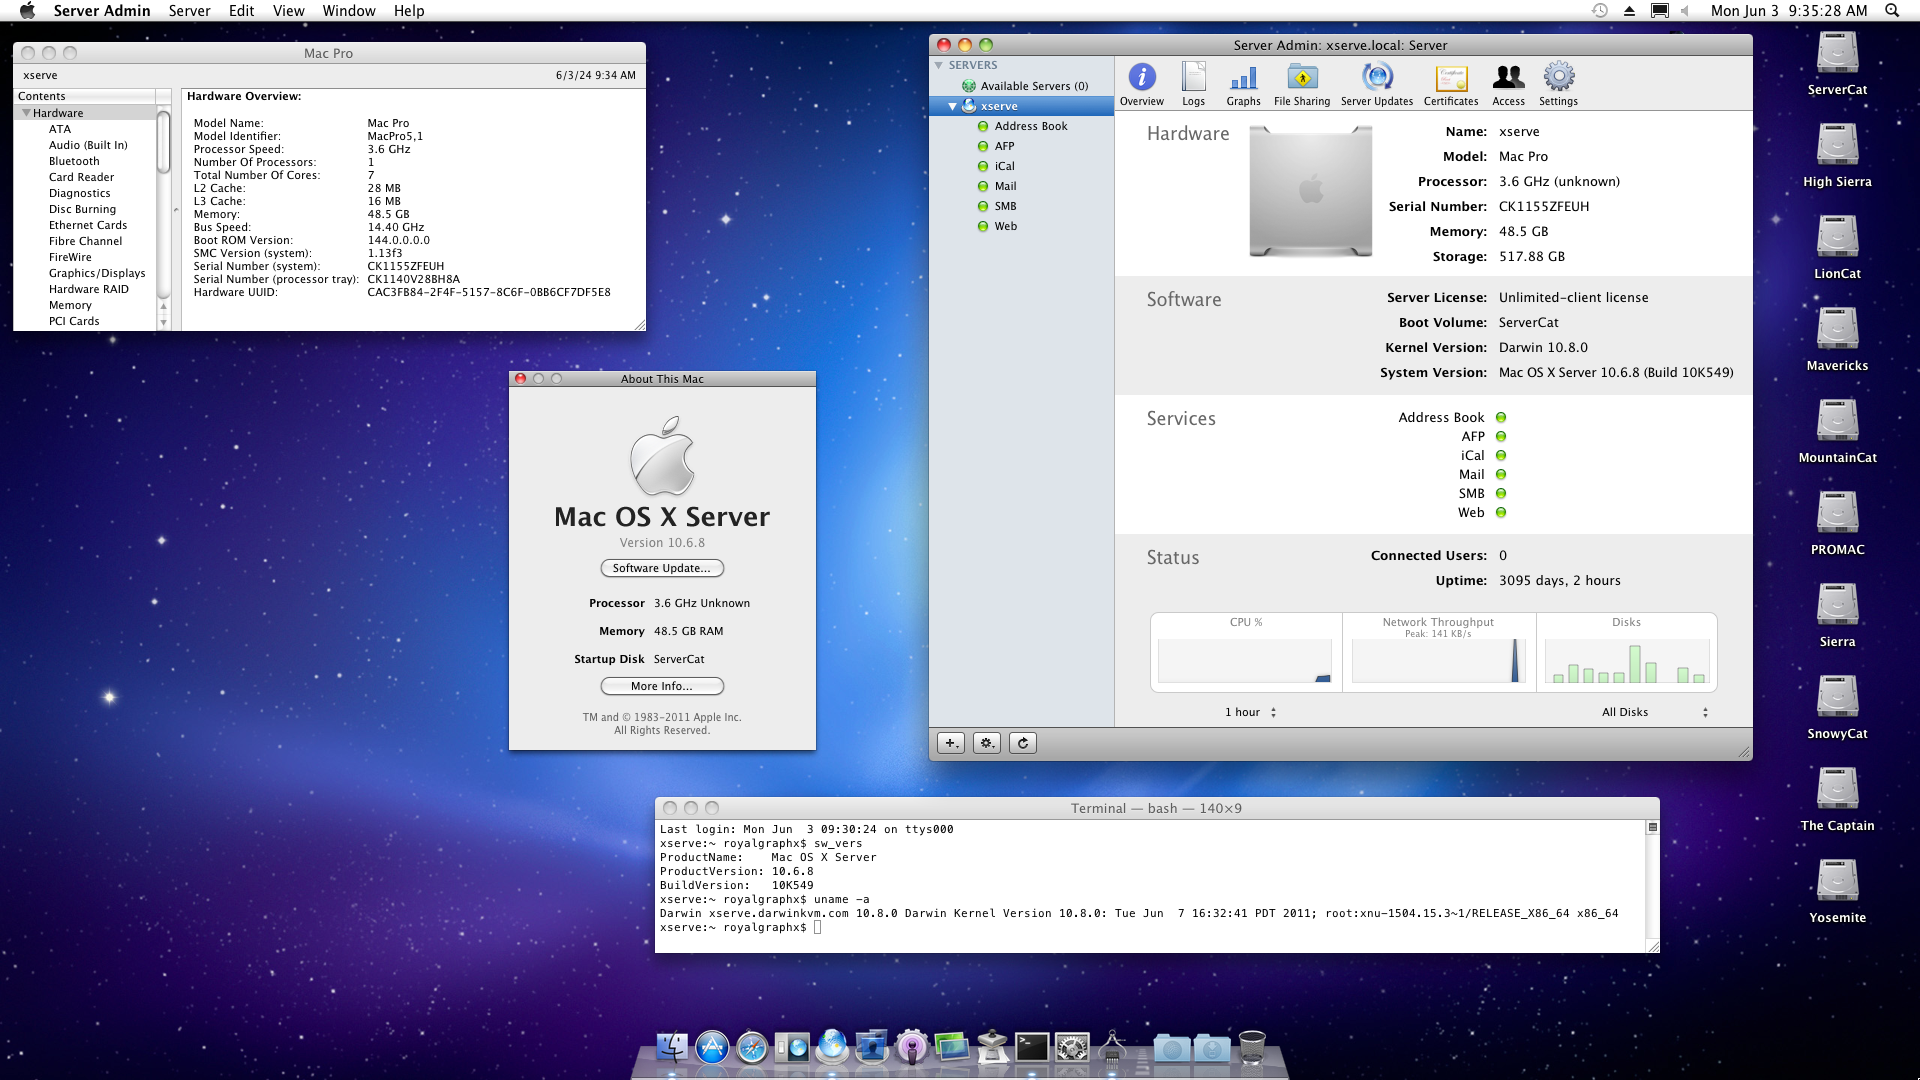 Server Admin Server Edit View Window Help
Mon Jun 3 9:35:28 AM
Mac Pro
xserve
6/3/24 9:34 AM
Contents
Hardware
ATA
Audio (Built In)
Bluetooth
Card Reader
Diagnostics
Disc Burning
Ethernet Cards
Fibre Channel
FireWire
Graphics/Displays
Hardware RAID
Memory
PCI Cards
Hardware Overview:
Model Name: Mac Pro
Model Identifier: MacPro5,1
Processor Speed: 3.6 GHz
Number Of Processors: 1
Total Number Of Cores: 7
L2 Cache: 28 MB
L3 Cache: 16 MB
Memory: 48.5 GB
Bus Speed: 14.40 GHz
Boot ROM Version: 144.0.0.0.0
SMC Version (system): 1.13f3
Serial Number (system): CK1155ZFEUH
Serial Number (processor tray): CK1140V28BH8A
Hardware UUID: CAC3FB84-2F4F-5157-8C6F-0BB6CF7DF5E8
About This Mac
Mac OS X Server
Version 10.6.8
Software Update...
Processor 3.6 GHz Unknown
Memory 48.5 GB RAM
Startup Disk ServerCat
More Info...
TM and © 1983-2011 Apple Inc.
All Rights Reserved.
Server Admin: xserve.local: Server
SERVERS
Available Servers (0)
xserve
Address Book
AFP
iCal
Mail
SMB
Web
Overview Logs Graphs File Sharing Server Updates Certificates Access Settings
Hardware
Name: xserve
Model: Mac Pro
Processor: 3.6 GHz (unknown)
Serial Number: CK1155ZFEUH
Memory: 48.5 GB
Storage: 517.88 GB
Software
Server License: Unlimited-client license
Boot Volume: ServerCat
Kernel Version: Darwin 10.8.0
System Version: Mac OS X Server 10.6.8 (Build 10K549)
Services
Address Book
AFP
iCal
Mail
SMB
Web
Status
Connected Users: 0
Uptime: 3095 days, 2 hours
CPU %
Network Throughput
Peak: 141 KB/s
Disks
1 hour
All Disks
Terminal — bash — 140×9
Last login: Mon Jun  3 09:30:24 on ttys000
xserve:~ royalgraphx$ sw_vers
ProductName:    Mac OS X Server
ProductVersion: 10.6.8
BuildVersion:   10K549
xserve:~ royalgraphx$ uname -a
Darwin xserve.darwinkvm.com 10.8.0 Darwin Kernel Version 10.8.0: Tue Jun  7 16:32:41 PDT 2011; root:xnu-1504.15.3~1/RELEASE_X86_64 x86_64
xserve:~ royalgraphx$
ServerCat
High Sierra
LionCat
Mavericks
MountainCat
PROMAC
Sierra
SnowyCat
The Captain
Yosemite